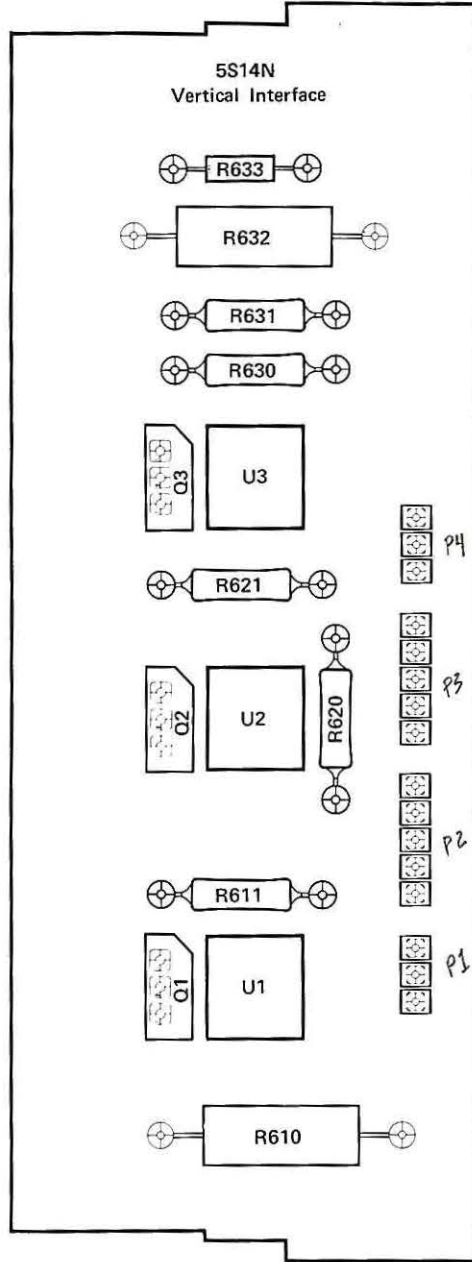 5S14N
Vertical Interface
R633
R632
R631
R630
Q3
U3
P4
R621
P3
Q2
U2
R620
P2
R611
P1
Q1
U1
R610